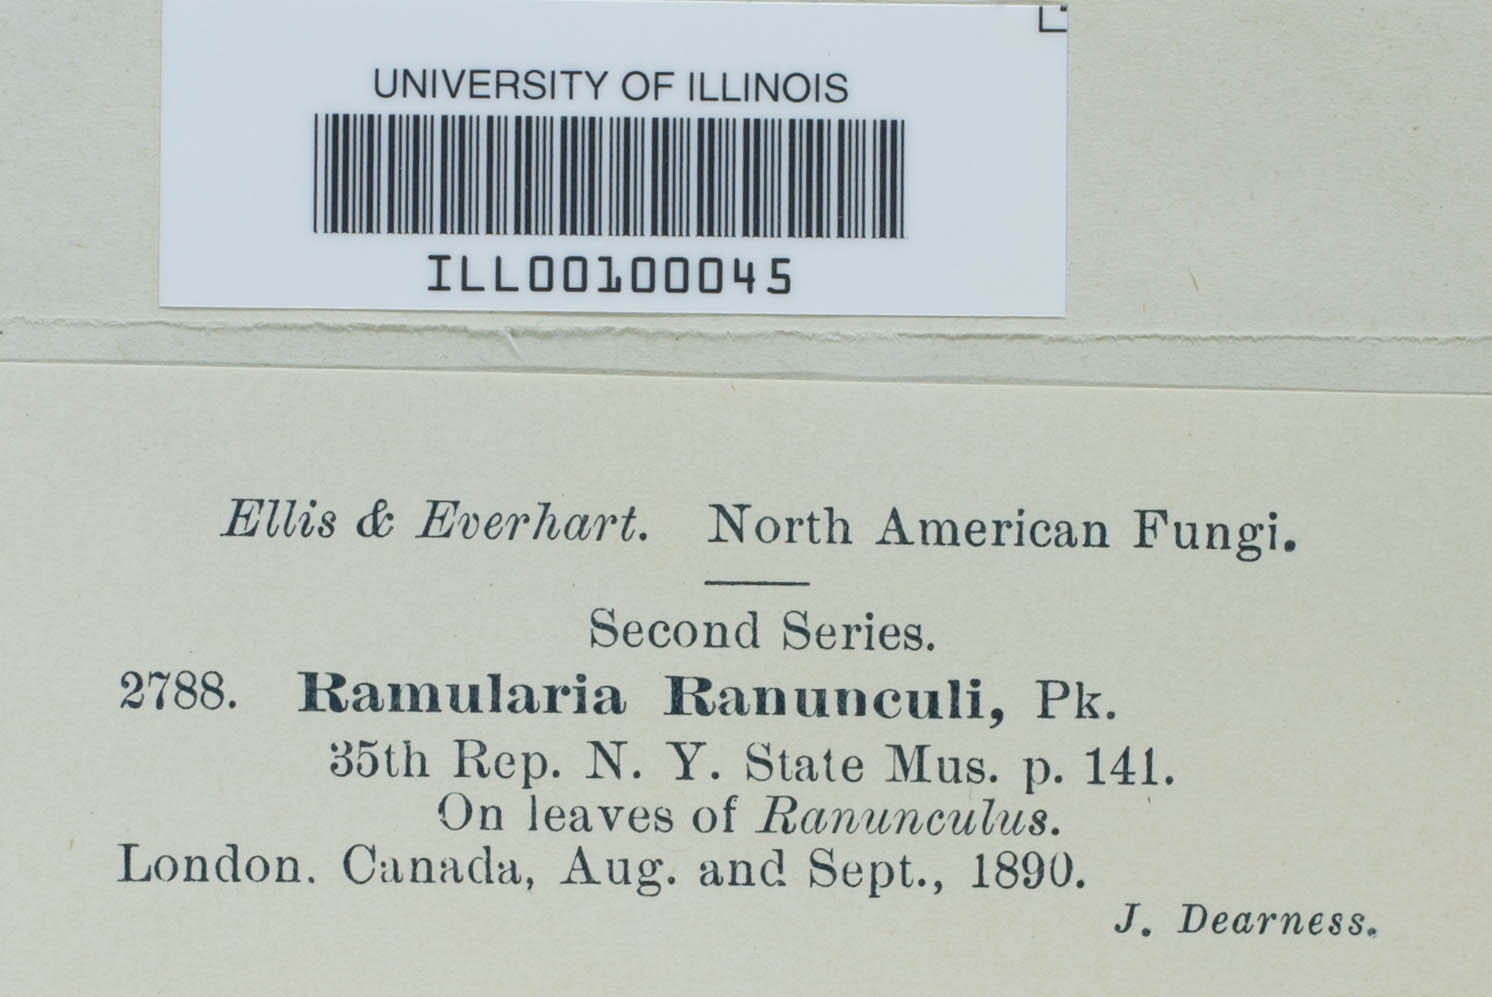 UNIVERSITY OF ILLINOIS
ILL00100045
Ellis & Everhart. North American Fungi.
Second Series.
2788. Ramularia Ranunculi, Pk.
35th Rep. N. Y. State Mus. p. 141.
On leaves of Ranunculus.
London. Canada, Aug. and Sept., 1890.
J. Dearness.